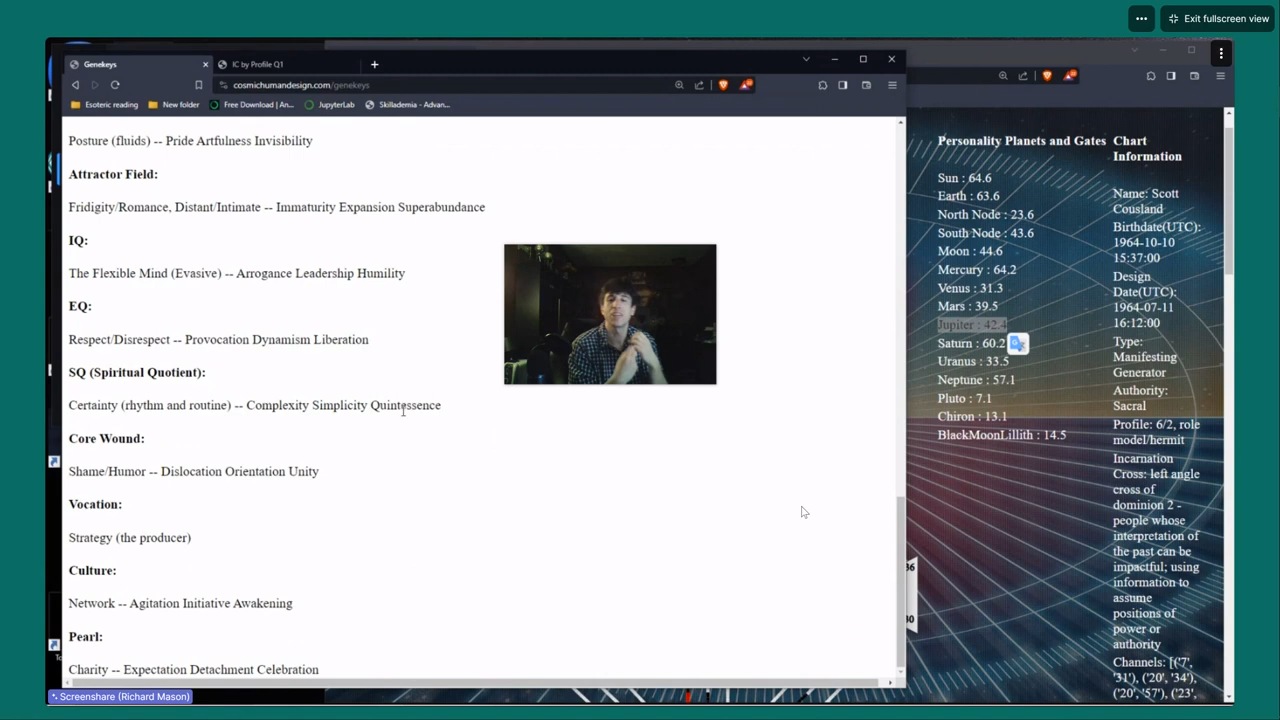 Exit fullscreen view
Genekeys
IC by Profile Q1
cosmichumandesign.com/genekeys
Esoteric reading
New folder
Free Download | An...
JupyterLab
Skillademia - Advan...
Posture (fluids) -- Pride Artfulness Invisibility
Attractor Field:
Fridigity/Romance, Distant/Intimate -- Immaturity Expansion Superabundance
IQ:
The Flexible Mind (Evasive) -- Arrogance Leadership Humility
EQ:
Respect/Disrespect -- Provocation Dynamism Liberation
SQ (Spiritual Quotient):
Certainty (rhythm and routine) -- Complexity Simplicity Quintessence
Core Wound:
Shame/Humor -- Dislocation Orientation Unity
Vocation:
Strategy (the producer)
Culture:
Network -- Agitation Initiative Awakening
Pearl:
Charity -- Expectation Detachment Celebration
Personality Planets and Gates
Sun : 64.6
Earth : 63.6
North Node : 23.6
South Node : 43.6
Moon : 44.6
Mercury : 64.2
Venus : 31.3
Mars : 39.5
Jupiter : 42.4
Saturn : 60.2
Uranus : 33.5
Neptune : 57.1
Pluto : 7.1
Chiron : 13.1
BlackMoonLillith : 14.5
Chart
Information
Name: Scott
Cousland
Birthdate(UTC):
1964-10-10
15:37:00
Design
Date(UTC):
1964-07-11
16:12:00
Type:
Manifesting
Generator
Authority:
Sacral
Profile: 6/2, role
model/hermit
Incarnation
Cross: left angle
cross of
dominion 2 -
people whose
interpretation of
the past can be
impactful; using
information to
assume
positions of
power or
authority
Channels: [('7',
'31'), ('20', '34'),
('20', '57'), ('23',
36
30
Screenshare (Richard Mason)